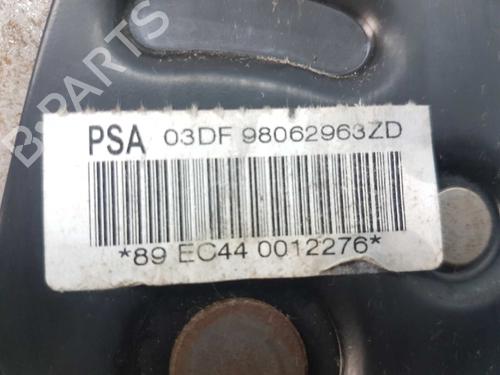 B-PARTS
PSA 03DF 98062963ZD
*89 EC44 0012276*